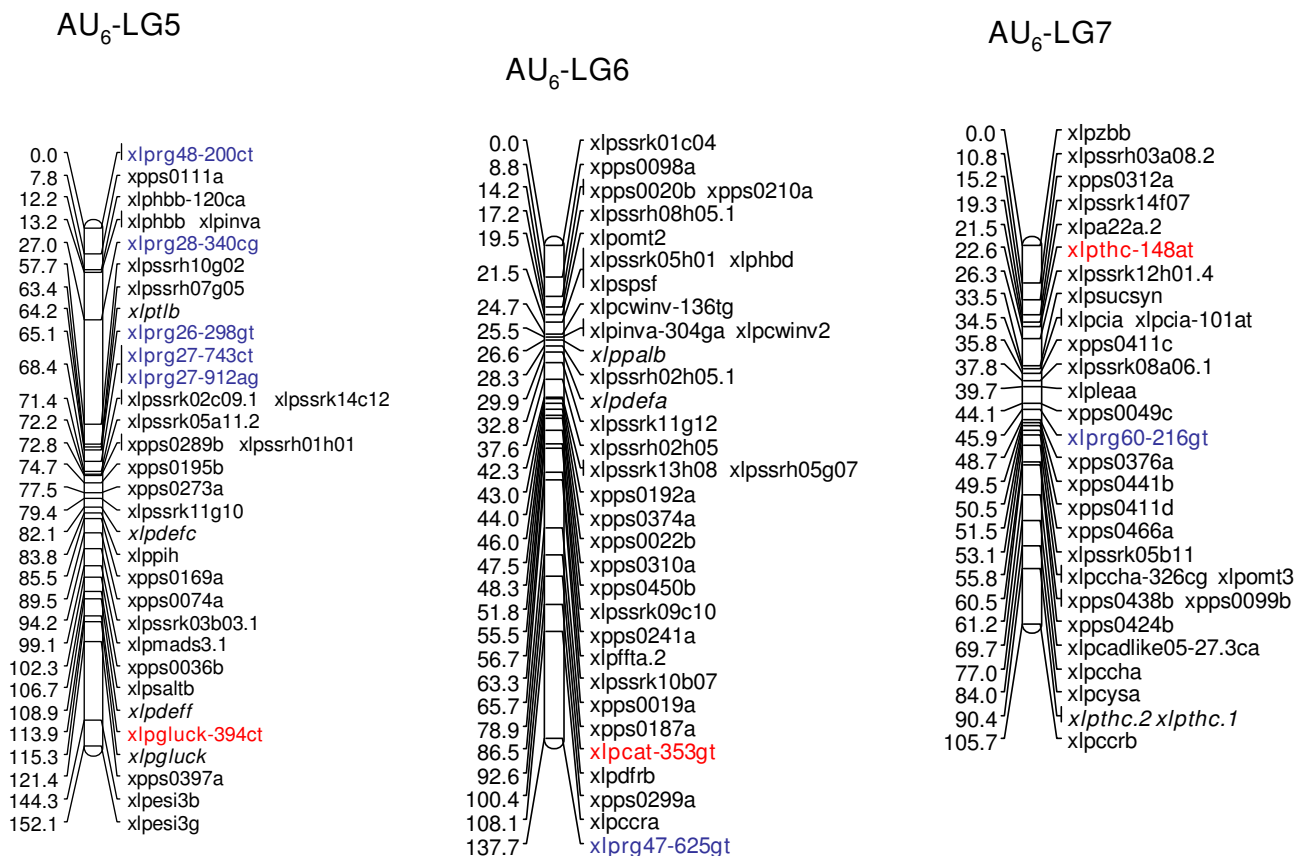 AU6-LG5
0.0 xlprg48-200ct
7.8 xpps0111a
12.2 xlphbb-120ca
13.2 xlphbb xlpinva
27.0 xlprg28-340cg
57.7 xlpssrh10g02
63.4 xlpssrh07g05
64.2 xlptlb
65.1 xlprg26-298gt
xlprg27-743ct
68.4 xlprg27-912ag
71.4 xlpssrk02c09.1 xlpssrk14c12
72.2 xlpssrk05a11.2
72.8 xpps0289b xlpssrh01h01
74.7 xpps0195b
77.5 xpps0273a
79.4 xlpssrk11g10
82.1 xlpdefc
83.8 xlppih
85.5 xpps0169a
89.5 xpps0074a
94.2 xlpssrk03b03.1
99.1 xlpmads3.1
102.3 xpps0036b
106.7 xlpsaltb
108.9 xlpdeff
113.9 xlpgluck-394ct
115.3 xlpgluck
121.4 xpps0397a
144.3 xlpesi3b
152.1 xlpesi3g
AU6-LG6
0.0 xlpssrk01c04
8.8 xpps0098a
14.2 xpps0020b xpps0210a
17.2 xlpssrh08h05.1
19.5 xlpomt2
xlpssrk05h01 xlphbd
21.5 xlpspsf
24.7 xlpcwinv-136tg
25.5 xlpinva-304ga xlpcwinv2
26.6 xlppalb
28.3 xlpssrh02h05.1
29.9 xlpdefa
32.8 xlpssrk11g12
37.6 xlpssrh02h05
42.3 xlpssrk13h08 xlpssrh05g07
43.0 xpps0192a
44.0 xpps0374a
46.0 xpps0022b
47.5 xpps0310a
48.3 xpps0450b
51.8 xlpssrk09c10
55.5 xpps0241a
56.7 xlpffta.2
63.3 xlpssrk10b07
65.7 xpps0019a
78.9 xpps0187a
86.5 xlpcat-353gt
92.6 xlpdfrb
100.4 xpps0299a
108.1 xlpccra
137.7 xlprg47-625gt
AU6-LG7
0.0 xlpzbb
10.8 xlpssrh03a08.2
15.2 xpps0312a
19.3 xlpssrk14f07
21.5 xlpa22a.2
22.6 xlpthc-148at
26.3 xlpssrk12h01.4
33.5 xlpsucsyn
34.5 xlpcia xlpcia-101at
35.8 xpps0411c
37.8 xlpssrk08a06.1
39.7 xlpleaa
44.1 xpps0049c
45.9 xlprg60-216gt
48.7 xpps0376a
49.5 xpps0441b
50.5 xpps0411d
51.5 xpps0466a
53.1 xlpssrk05b11
55.8 xlpccha-326cg xlpomt3
60.5 xpps0438b xpps0099b
61.2 xpps0424b
69.7 xlpcadlike05-27.3ca
77.0 xlpccha
84.0 xlpcysa
90.4 xlpthc.2 xlpthc.1
105.7 xlpccrb